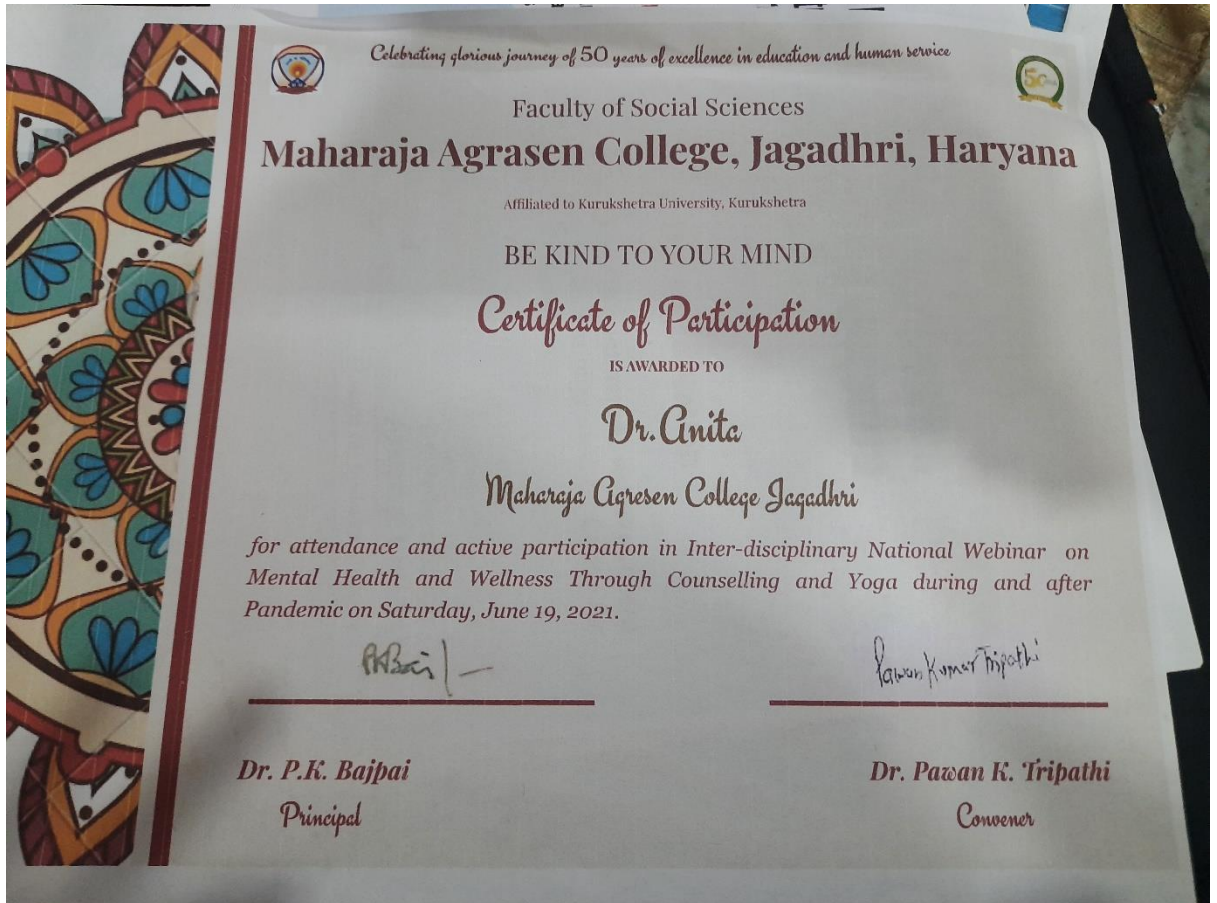 Celebrating glorious journey of 50 years of excellence in education and human service
Faculty of Social Sciences
Maharaja Agrasen College, Jagadhri, Haryana
Affiliated to Kurukshetra University, Kurukshetra
BE KIND TO YOUR MIND
Certificate of Participation
IS AWARDED TO
Dr. Anita
Maharaja Agresen College Jagadhri
for attendance and active participation in Inter-disciplinary National Webinar on
Mental Health and Wellness Through Counselling and Yoga during and after
Pandemic on Saturday, June 19, 2021.
Pawan Kumar Tripathi
Dr. P.K. Bajpai
Dr. Pawan K. Tripathi
Principal
Convener